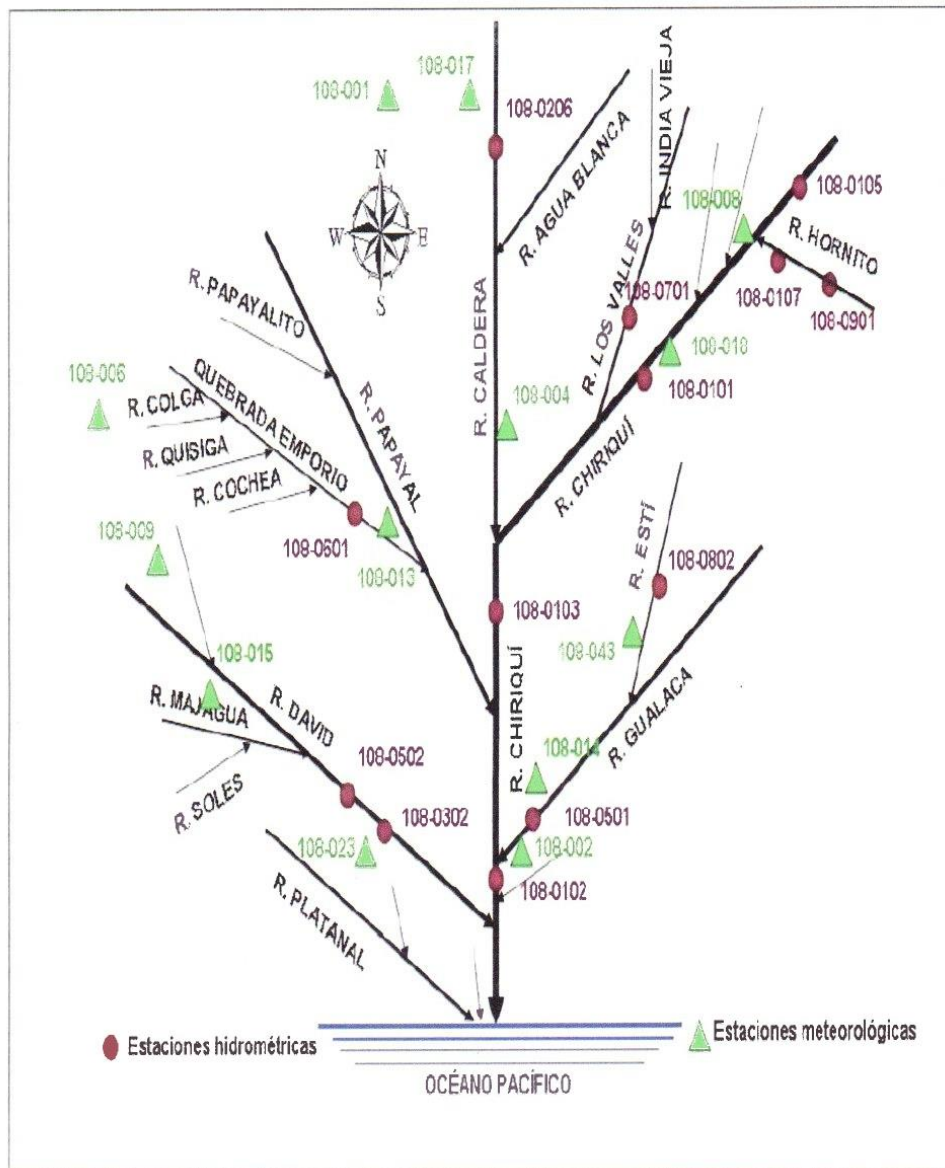 108-017
108-001
108-0206
N
W
E
S
R. AGUA BLANCA
R. INDIA VIEJA
108-008
108-0105
R. HORNITO
108-0107
108-0901
R. PAPAYALITO
R. CALDERA
R. LOS VALLES
108-0701
108-018
108-0101
108-006
R. COLGA
QUEBRADA EMPORIO
R. PAPAYAL
108-004
R. QUISIGA
R. COCHEA
R. CHIRIQUÍ
108-009
108-0601
108-013
R. ESTÍ
108-0802
108-0103
108-043
108-015
R. MAJAGUA
R. DAVID
R. CHIRIQUÍ
R. GUALACA
R. SOLES
108-0502
108-014
108-0302
108-0501
108-023
108-002
R. PLATANAL
108-0102
Estaciones hidrométricas
Estaciones meteorológicas
OCÉANO PACÍFICO